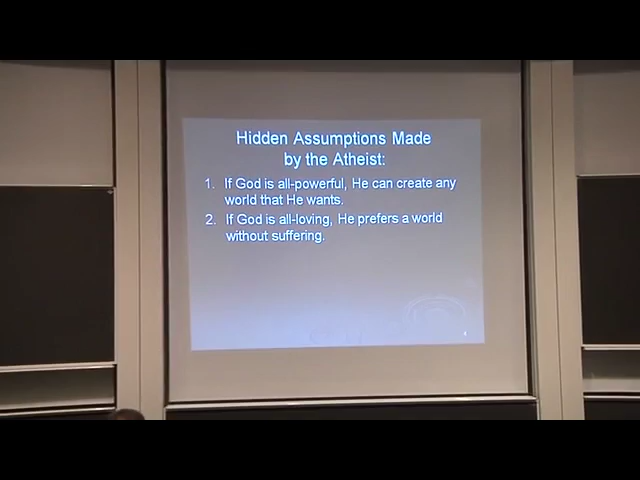 Hidden Assumptions Made
by the Atheist:
1. If God is all-powerful, He can create any
world that He wants.
2. If God is all-loving, He prefers a world
without suffering.